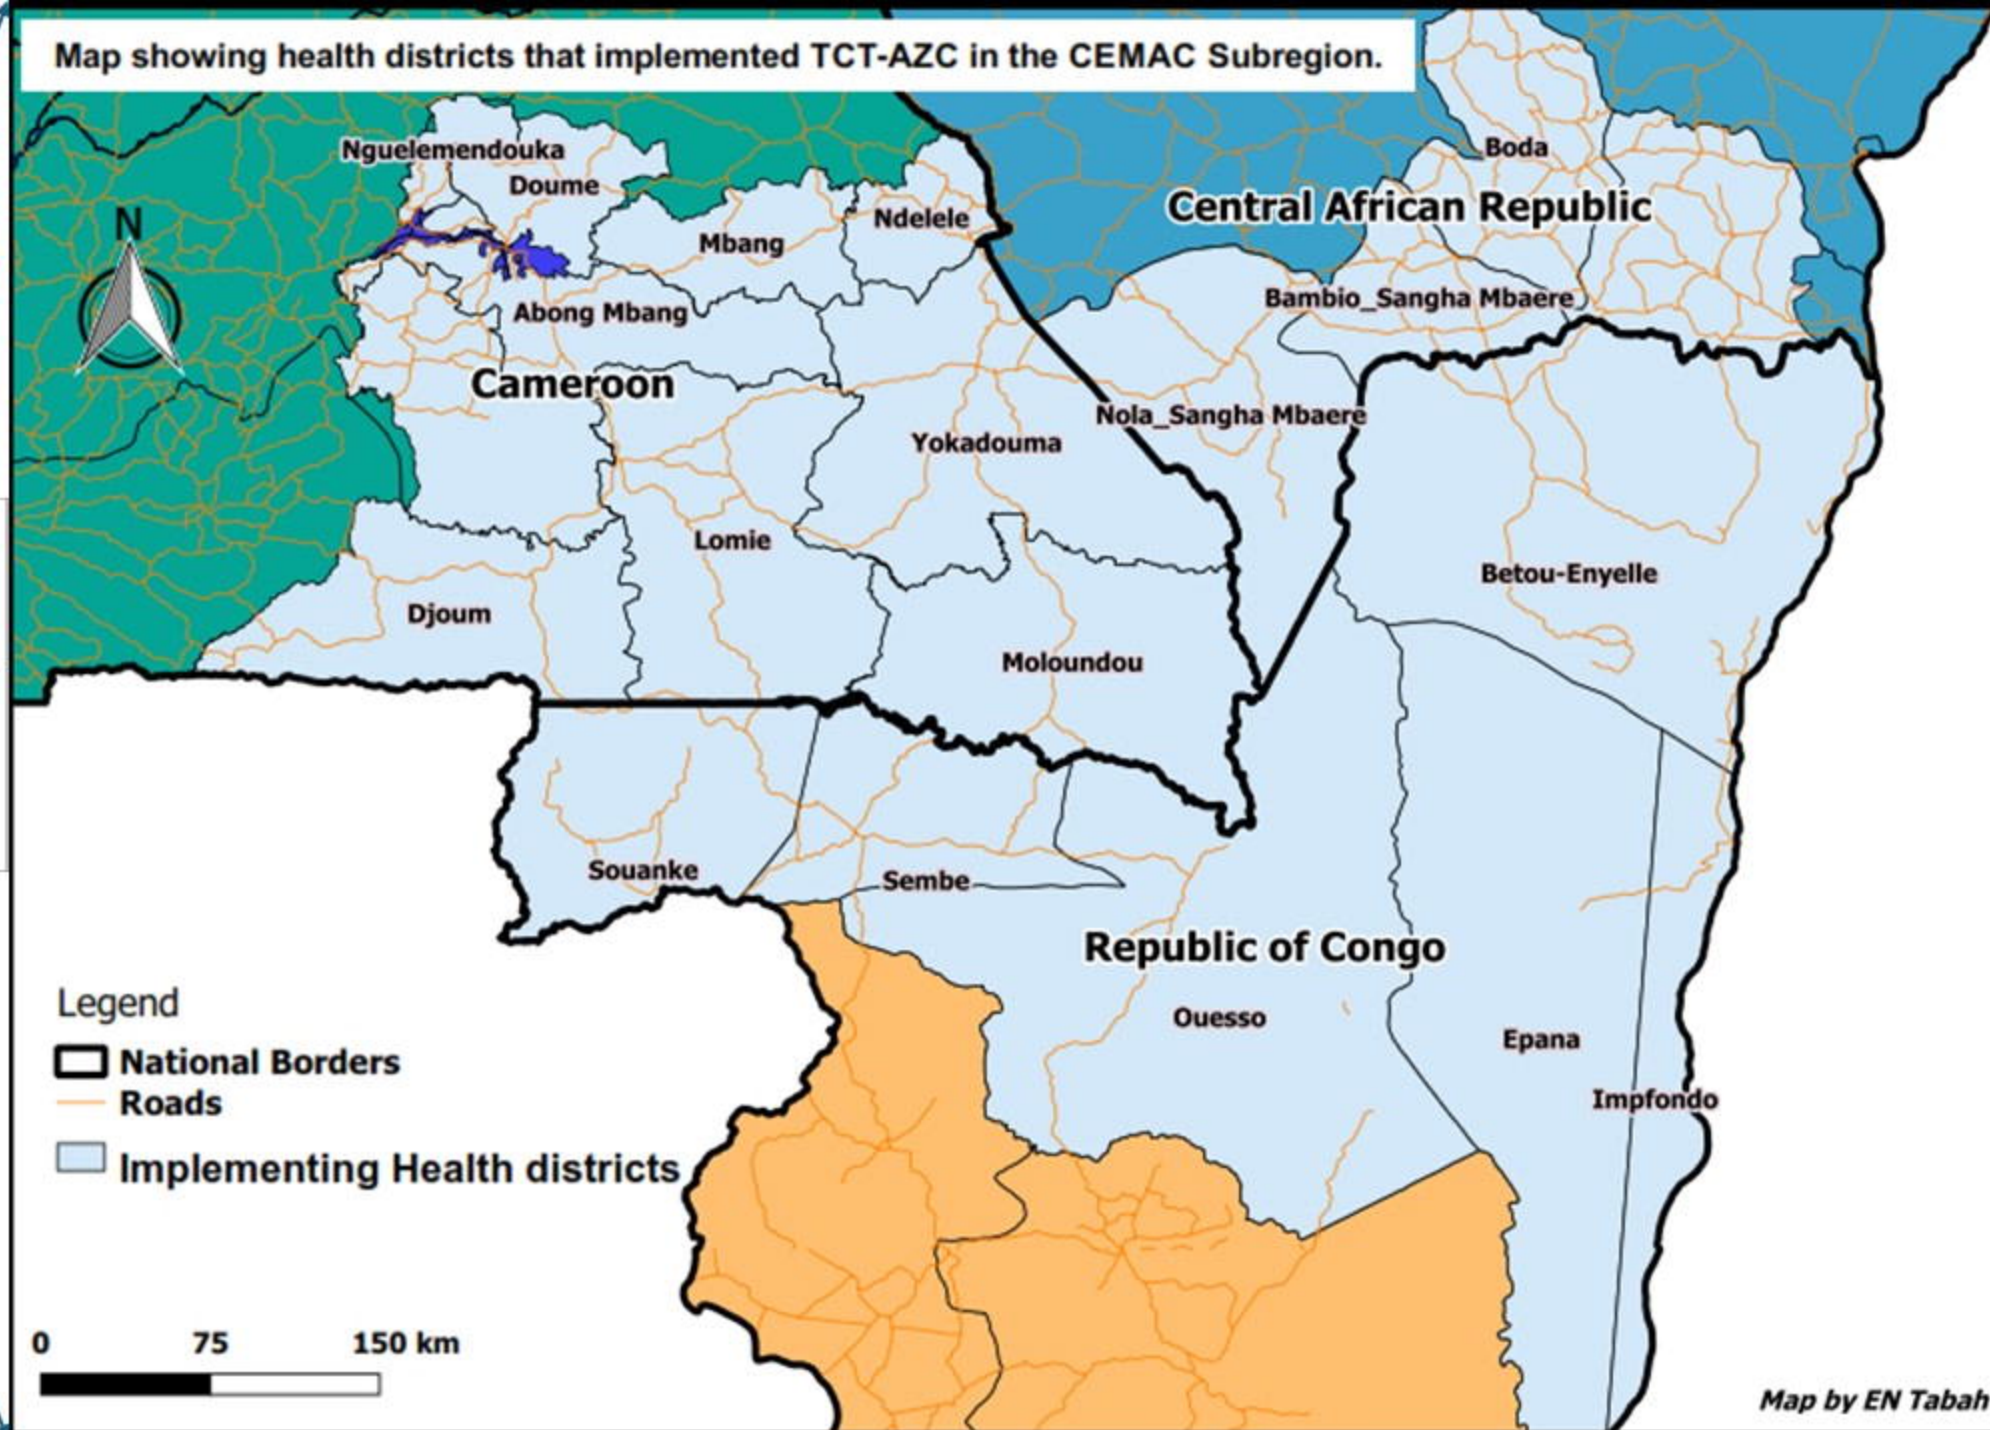 Map showing health districts that implemented TCT-AZC in the CEMAC Subregion.
Nguelemendouka
Doume
Boda
N
Ndelele
Central African Republic
Mbang
Abong Mbang
Bambio_Sangha Mbaere
Cameroon
Nola_Sangha Mbaere
Yokadouma
Lomie
Betou-Enyelle
Djoum
Moloundou
Souanke
Sembe
Republic of Congo
Ouesso
Epana
Impfondo
Legend
National Borders
Roads
Implementing Health districts
0 75 150 km
Map by EN Tabah